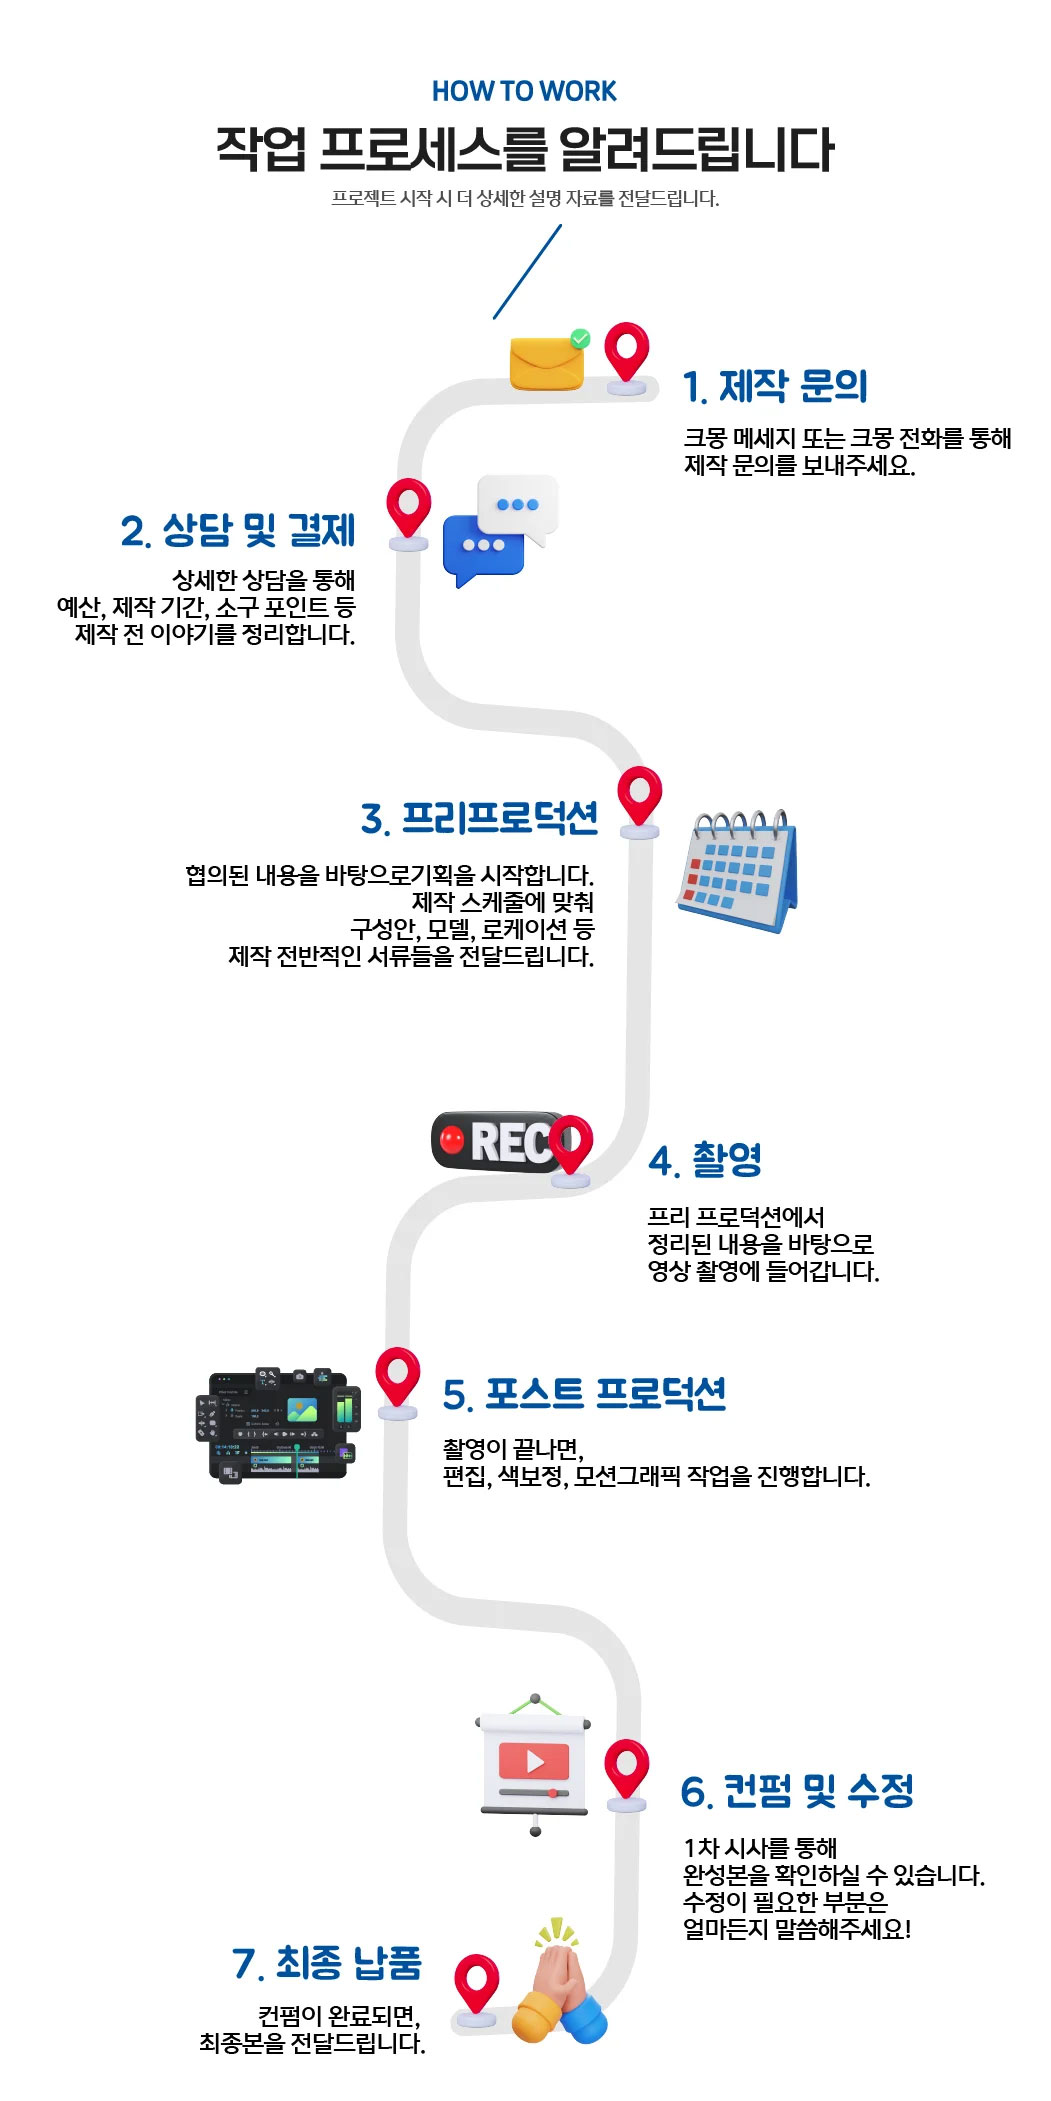 HOW TO WORK
작업 프로세스를 알려드립니다
프로젝트 시작 시 더 상세한 설명 자료를 전달드립니다.
1. 제작 문의
크몽 메세지 또는 크몽 전화를 통해
제작 문의를 보내주세요.
2. 상담 및 결제
상세한 상담을 통해
예산, 제작 기간, 소구 포인트 등
제작 전 이야기를 정리합니다.
3. 프리프로덕션
협의된 내용을 바탕으로기획을 시작합니다.
제작 스케줄에 맞춰
구성안, 모델, 로케이션 등
제작 전반적인 서류들을 전달드립니다.
REC
4. 촬영
프리 프로덕션에서
정리된 내용을 바탕으로
영상 촬영에 들어갑니다.
5. 포스트 프로덕션
촬영이 끝나면,
편집, 색보정, 모션그래픽 작업을 진행합니다.
6. 컨펌 및 수정
1차 시사를 통해
완성본을 확인하실 수 있습니다.
수정이 필요한 부분은
얼마든지 말씀해주세요!
7. 최종 납품
컨펌이 완료되면,
최종본을 전달드립니다.